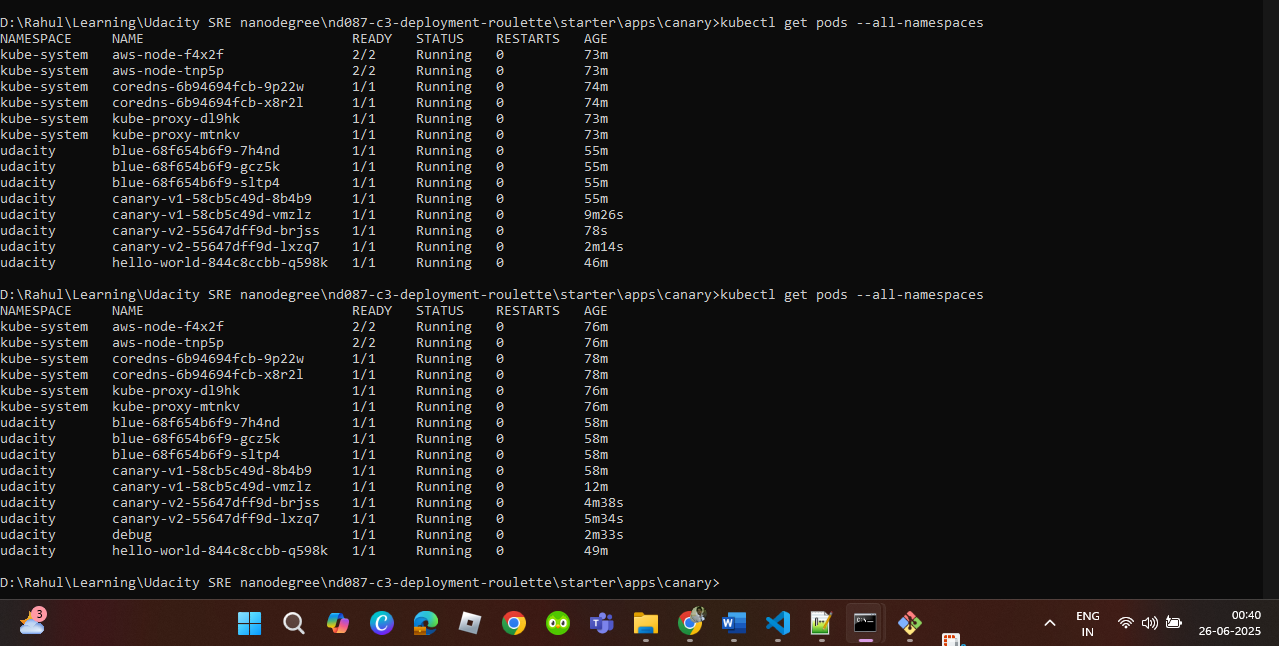 D:\Rahul\Learning\Udacity SRE nanodegree\nd087-c3-deployment-roulette\starter\apps\canary>kubectl get pods --all-namespaces
NAMESPACE NAME READY STATUS RESTARTS AGE
kube-system aws-node-f4x2f 2/2 Running 0 73m
kube-system aws-node-tnp5p 2/2 Running 0 73m
kube-system coredns-6b94694fcb-9p22w 1/1 Running 0 74m
kube-system coredns-6b94694fcb-x8r2l 1/1 Running 0 74m
kube-system kube-proxy-dl9hk 1/1 Running 0 73m
kube-system kube-proxy-mtnkv 1/1 Running 0 73m
udacity blue-68f654b6f9-7h4nd 1/1 Running 0 55m
udacity blue-68f654b6f9-gcz5k 1/1 Running 0 55m
udacity blue-68f654b6f9-sltp4 1/1 Running 0 55m
udacity canary-v1-58cb5c49d-8b4b9 1/1 Running 0 55m
udacity canary-v1-58cb5c49d-vmzlz 1/1 Running 0 9m26s
udacity canary-v2-55647dff9d-brjss 1/1 Running 0 78s
udacity canary-v2-55647dff9d-lxzq7 1/1 Running 0 2m14s
udacity hello-world-844c8ccbb-q598k 1/1 Running 0 46m
D:\Rahul\Learning\Udacity SRE nanodegree\nd087-c3-deployment-roulette\starter\apps\canary>kubectl get pods --all-namespaces
NAMESPACE NAME READY STATUS RESTARTS AGE
kube-system aws-node-f4x2f 2/2 Running 0 76m
kube-system aws-node-tnp5p 2/2 Running 0 76m
kube-system coredns-6b94694fcb-9p22w 1/1 Running 0 78m
kube-system coredns-6b94694fcb-x8r2l 1/1 Running 0 78m
kube-system kube-proxy-dl9hk 1/1 Running 0 76m
kube-system kube-proxy-mtnkv 1/1 Running 0 76m
udacity blue-68f654b6f9-7h4nd 1/1 Running 0 58m
udacity blue-68f654b6f9-gcz5k 1/1 Running 0 58m
udacity blue-68f654b6f9-sltp4 1/1 Running 0 58m
udacity canary-v1-58cb5c49d-8b4b9 1/1 Running 0 58m
udacity canary-v1-58cb5c49d-vmzlz 1/1 Running 0 12m
udacity canary-v2-55647dff9d-brjss 1/1 Running 0 4m38s
udacity canary-v2-55647dff9d-lxzq7 1/1 Running 0 5m34s
udacity debug 1/1 Running 0 2m33s
udacity hello-world-844c8ccbb-q598k 1/1 Running 0 49m
D:\Rahul\Learning\Udacity SRE nanodegree\nd087-c3-deployment-roulette\starter\apps\canary>
3
ENG
IN
00:40
26-06-2025